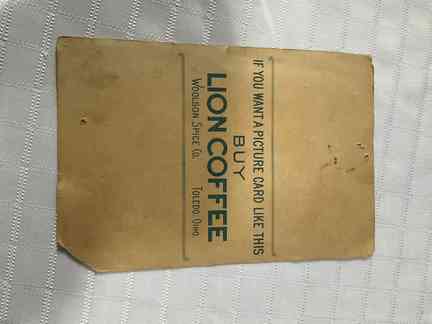 IF YOU WANT A PICTURE CARD LIKE THIS
BUY
LION COFFEE
WOOLSON SPICE CO. TOLEDO, OHIO.